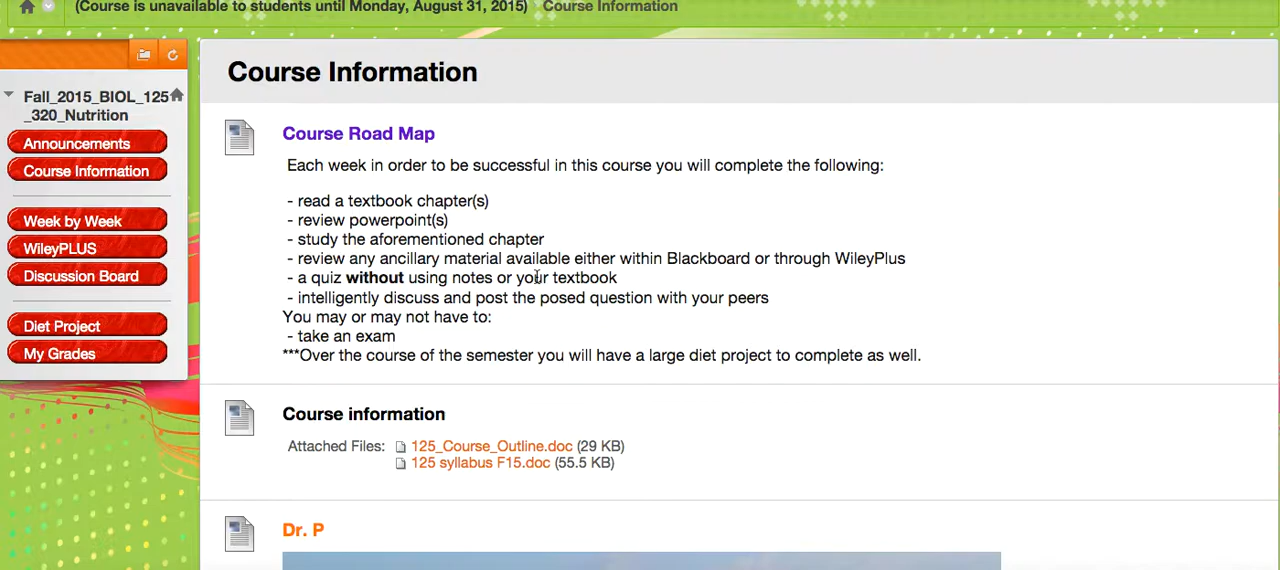 (Course is unavailable to students until Monday, August 31, 2015) Course Information
Fall_2015_BIOL_125
_320_Nutrition
Announcements
Course Information
Week by Week
WileyPLUS
Discussion Board
Diet Project
My Grades
Course Information
Course Road Map
Each week in order to be successful in this course you will complete the following:
- read a textbook chapter(s)
- review powerpoint(s)
- study the aforementioned chapter
- review any ancillary material available either within Blackboard or through WileyPlus
- a quiz without using notes or your textbook
- intelligently discuss and post the posed question with your peers
You may or may not have to:
- take an exam
***Over the course of the semester you will have a large diet project to complete as well.
Course information
Attached Files: 125_Course_Outline.doc (29 KB)
125 syllabus F15.doc (55.5 KB)
Dr. P